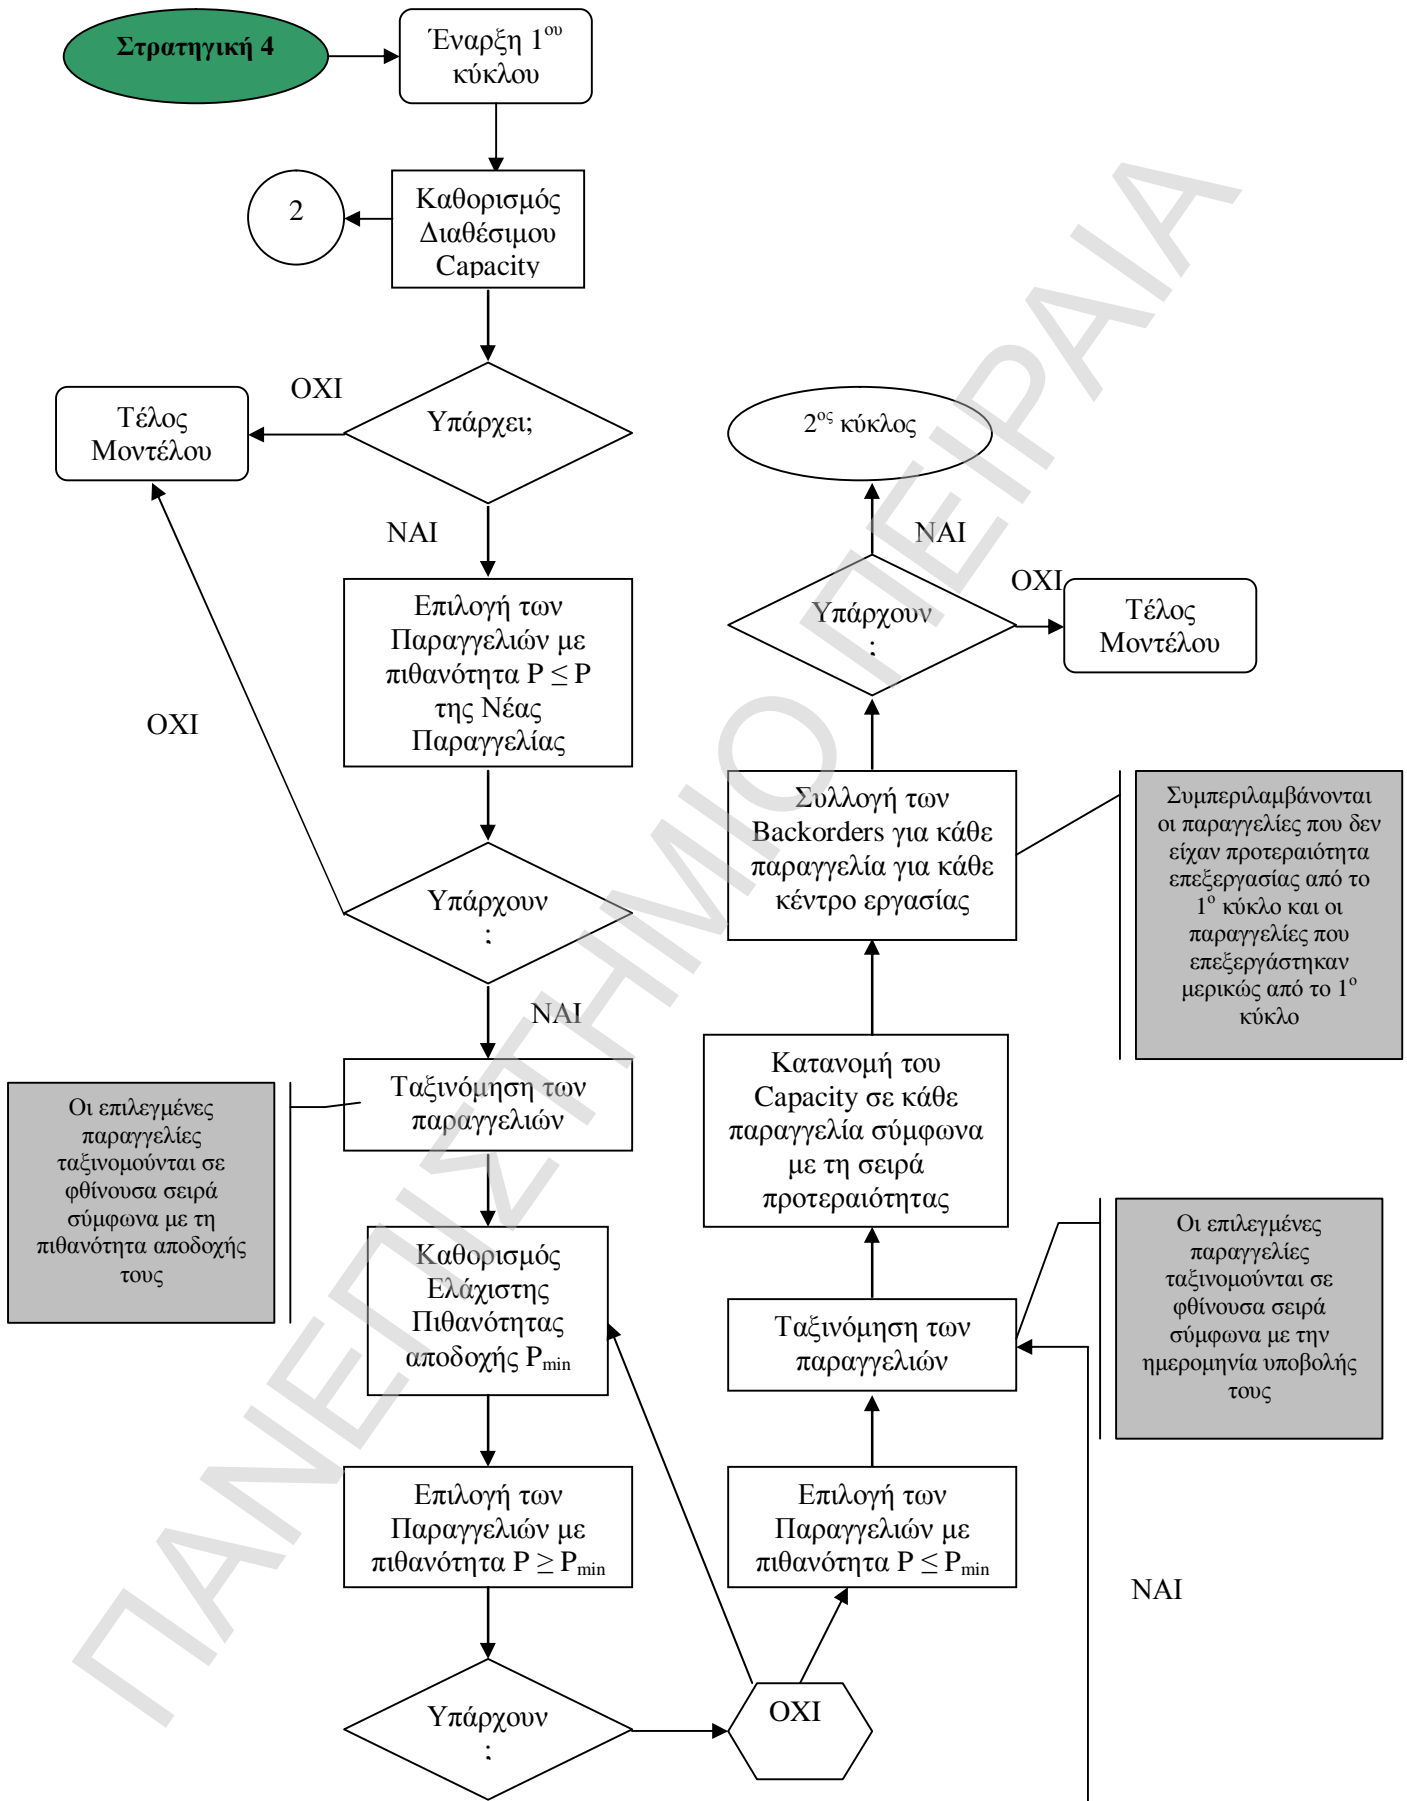 Στρατηγική 4
Έναρξη 1ου
κύκλου
2
Καθορισμός
Διαθέσιμου
Capacity
ΟΧΙ
Τέλος
Μοντέλου
Υπάρχει;
ΝΑΙ
Επιλογή των
Παραγγελιών με
πιθανότητα P ≤ P
της Νέας
Παραγγελίας
ΟΧΙ
Υπάρχουν
;
ΝΑΙ
Ταξινόμηση των
παραγγελιών
Οι επιλεγμένες
παραγγελίες
ταξινομούνται σε
φθίνουσα σειρά
σύμφωνα με τη
πιθανότητα αποδοχής
τους
Καθορισμός
Ελάχιστης
Πιθανότητας
αποδοχής Pmin
Επιλογή των
Παραγγελιών με
πιθανότητα P ≥ Pmin
Υπάρχουν
;
ΟΧΙ
Επιλογή των
Παραγγελιών με
πιθανότητα P ≤ Pmin
ΝΑΙ
Ταξινόμηση των
παραγγελιών
Οι επιλεγμένες
παραγγελίες
ταξινομούνται σε
φθίνουσα σειρά
σύμφωνα με την
ημερομηνία υποβολής
τους
Κατανομή του
Capacity σε κάθε
παραγγελία σύμφωνα
με τη σειρά
προτεραιότητας
Συλλογή των
Backorders για κάθε
παραγγελία για κάθε
κέντρο εργασίας
Συμπεριλαμβάνονται
οι παραγγελίες που δεν
είχαν προτεραιότητα
επεξεργασίας από το
1ο κύκλο και οι
παραγγελίες που
επεξεργάστηκαν
μερικώς από το 1ο
κύκλο
Υπάρχουν
;
ΟΧΙ
Τέλος
Μοντέλου
ΝΑΙ
2ος κύκλος
ΠΑΝΕΠΙΣΤΗΜΙΟ ΠΕΙΡΑΙΑ